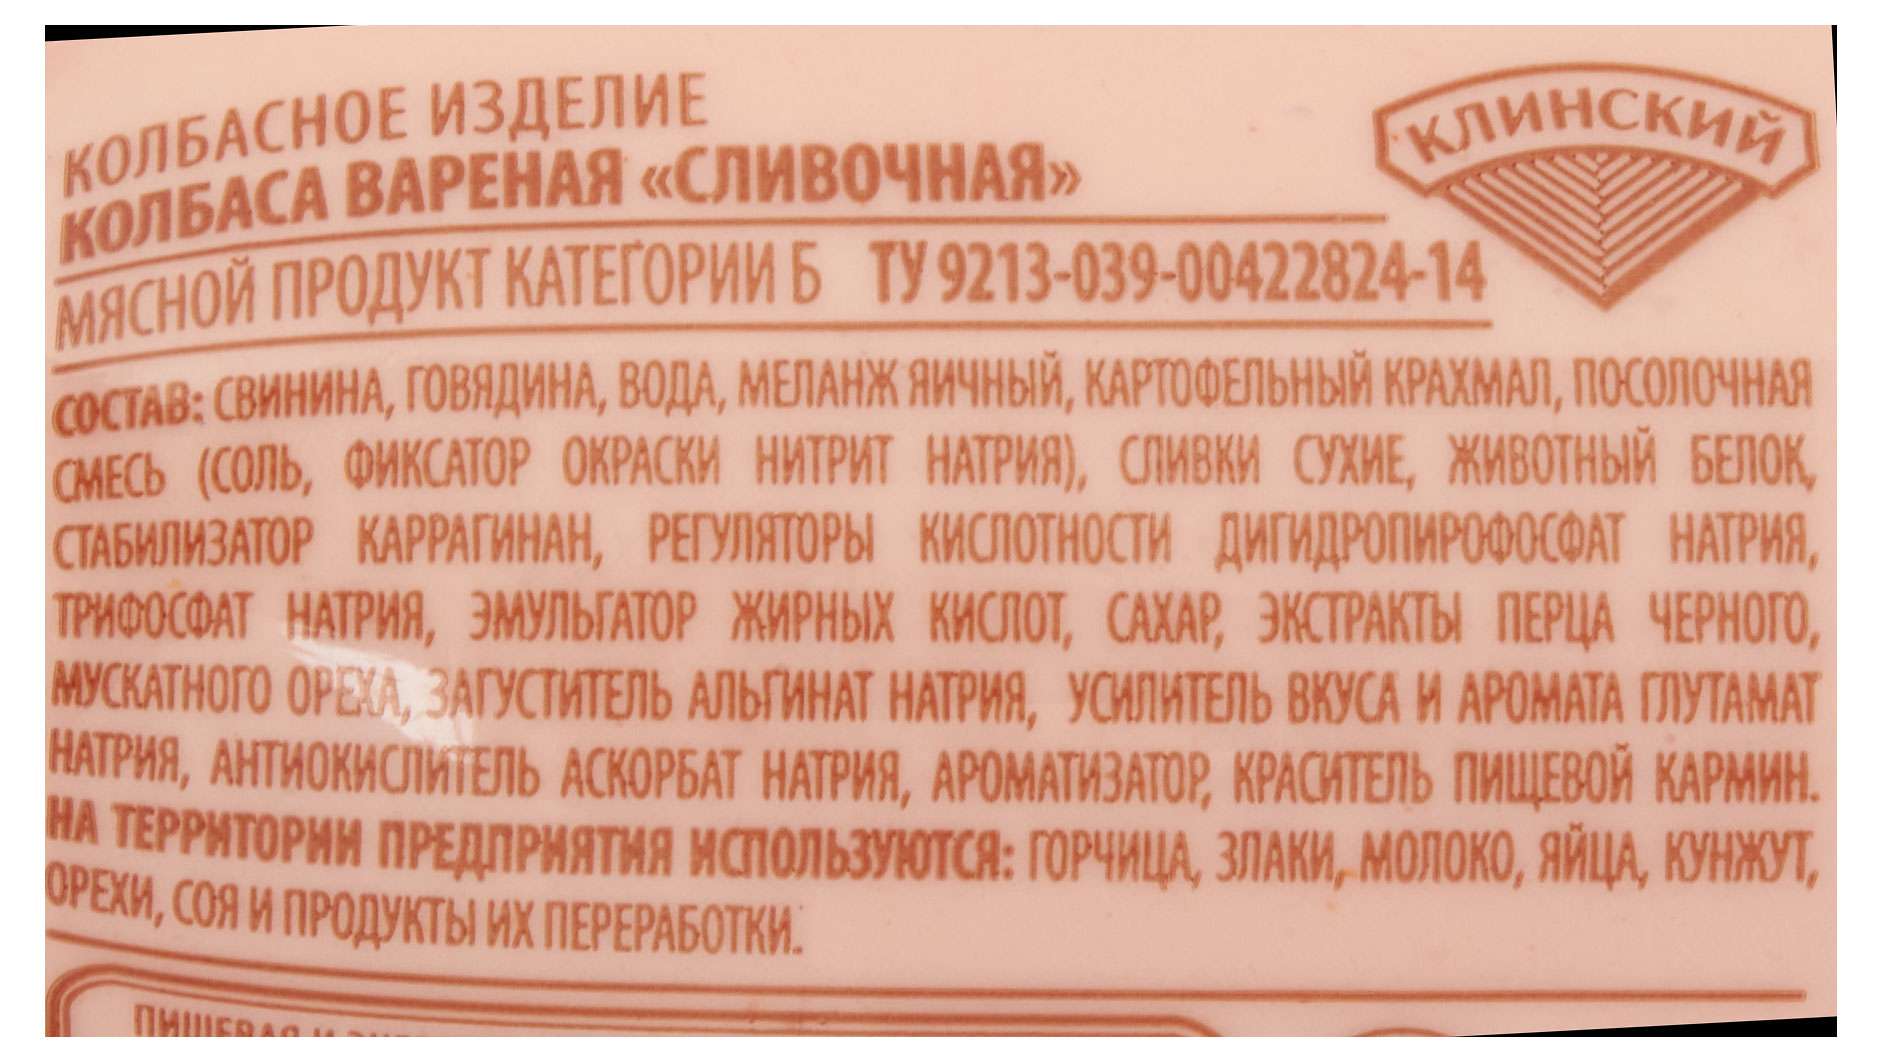 КОЛБАСНОЕ ИЗДЕЛИЕ
КОЛБАСА ВАРЕНАЯ «СЛИВОЧНАЯ»
КЛИНСКИЙ
МЯСНОЙ ПРОДУКТ КАТЕГОРИИ Б ТУ 9213-039-00422824-14
СОСТАВ: СВИНИНА, ГОВЯДИНА, ВОДА, МЕЛАНЖ ЯИЧНЫЙ, КАРТОФЕЛЬНЫЙ КРАХМАЛ, ПОСОЛОЧНАЯ
СМЕСЬ (СОЛЬ, ФИКСАТОР ОКРАСКИ НИТРИТ НАТРИЯ), СЛИВКИ СУХИЕ, ЖИВОТНЫЙ БЕЛОК,
СТАБИЛИЗАТОР КАРРАГИНАН, РЕГУЛЯТОРЫ КИСЛОТНОСТИ ДИГИДРОПИРОФОСФАТ НАТРИЯ,
ТРИФОСФАТ НАТРИЯ, ЭМУЛЬГАТОР ЖИРНЫХ КИСЛОТ, САХАР, ЭКСТРАКТЫ ПЕРЦА ЧЕРНОГО,
МУСКАТНОГО ОРЕХА, ЗАГУСТИТЕЛЬ АЛЬГИНАТ НАТРИЯ, УСИЛИТЕЛЬ ВКУСА И АРОМАТА ГЛУТАМАТ
НАТРИЯ, АНТИОКИСЛИТЕЛЬ АСКОРБАТ НАТРИЯ, АРОМАТИЗАТОР, КРАСИТЕЛЬ ПИЩЕВОЙ КАРМИН.
НА ТЕРРИТОРИИ ПРЕДПРИЯТИЯ ИСПОЛЬЗУЮТСЯ: ГОРЧИЦА, ЗЛАКИ, МОЛОКО, ЯЙЦА, КУНЖУТ,
ОРЕХИ, СОЯ И ПРОДУКТЫ ИХ ПЕРЕРАБОТКИ.
ПИЩЕВАЯ И